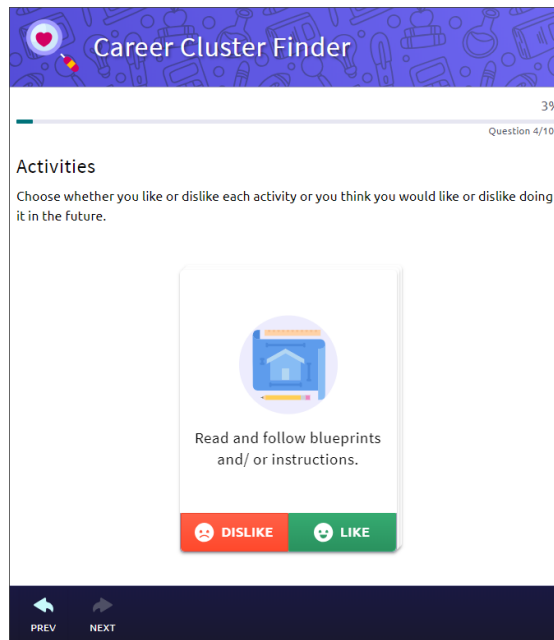 Career Cluster Finder
3%
Question 4/10
Activities
Choose whether you like or dislike each activity or you think you would like or dislike doing
it in the future.
Read and follow blueprints
and/ or instructions.
DISLIKE
LIKE
PREV
NEXT